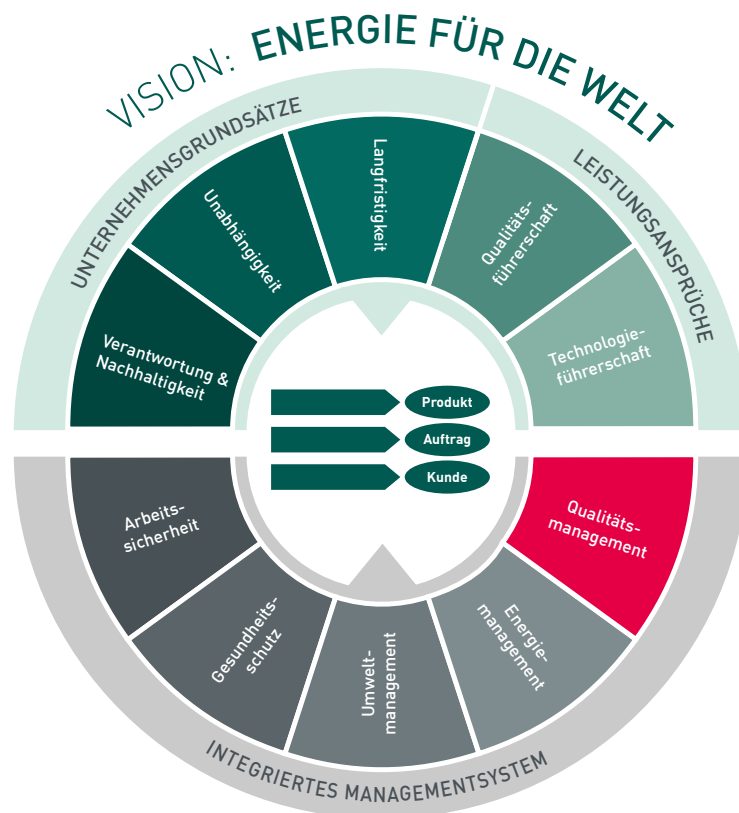 VISION: ENERGIE FÜR DIE WELT
UNTERNEHMENSGRUNDSÄTZE
LEISTUNGSANSPRÜCHE
Verantwortung &
Nachhaltigkeit
Unabhängigkeit
Langfristigkeit
Qualitäts-
führerschaft
Technologie-
führerschaft
Produkt
Auftrag
Kunde
Arbeits-
sicherheit
Gesundheits-
schutz
Umwelt-
management
Energie-
management
Qualitäts-
management
INTEGRIERTES MANAGEMENTSYSTEM